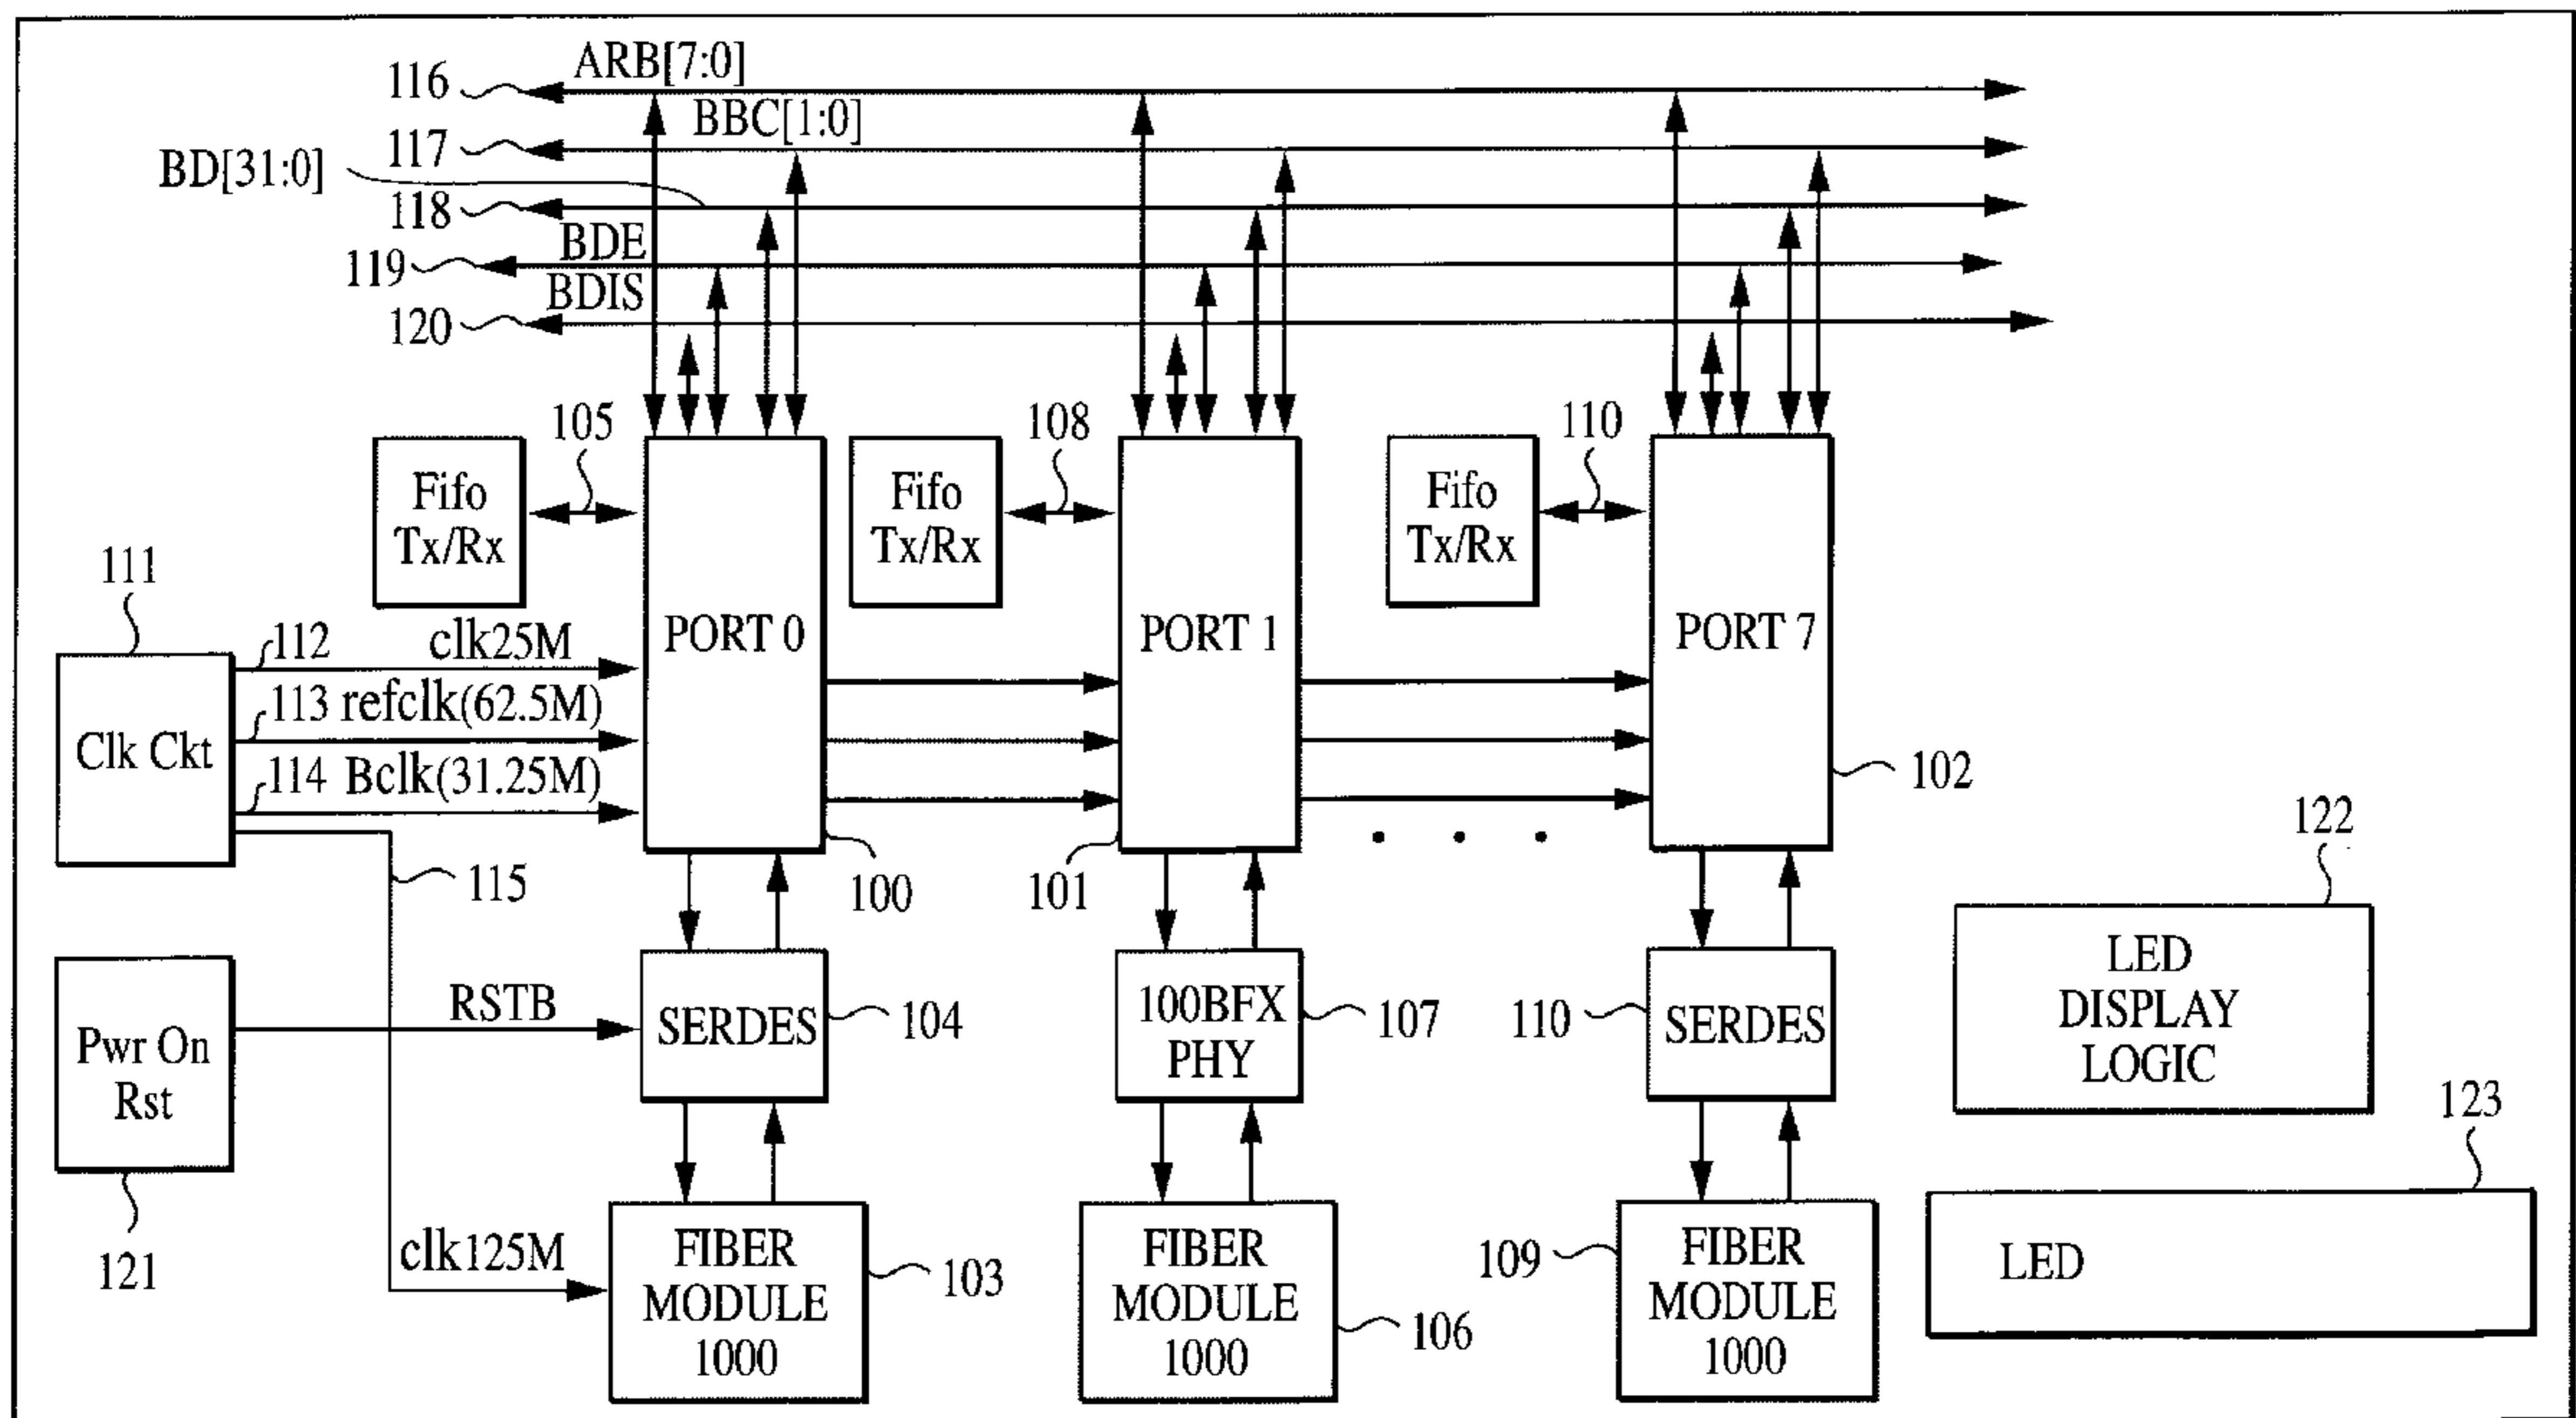 ARB[7:0]
116
BBC[1:0]
117
BD[31:0]
118
BDE
119
BDIS
120
105
108
110
Fifo
Tx/Rx
Fifo
Tx/Rx
Fifo
Tx/Rx
111
PORT 0
PORT 1
PORT 7
112
clk25M
113
refclk(62.5M)
Clk Ckt
114
Bclk(31.25M)
102
115
100
101
122
LED
DISPLAY
LOGIC
RSTB
SERDES
104
100BFX
PHY
107
110
SERDES
Pwr On
Rst
121
123
clk125M
FIBER
MODULE
1000
103
FIBER
MODULE
1000
106
109
FIBER
MODULE
1000
LED